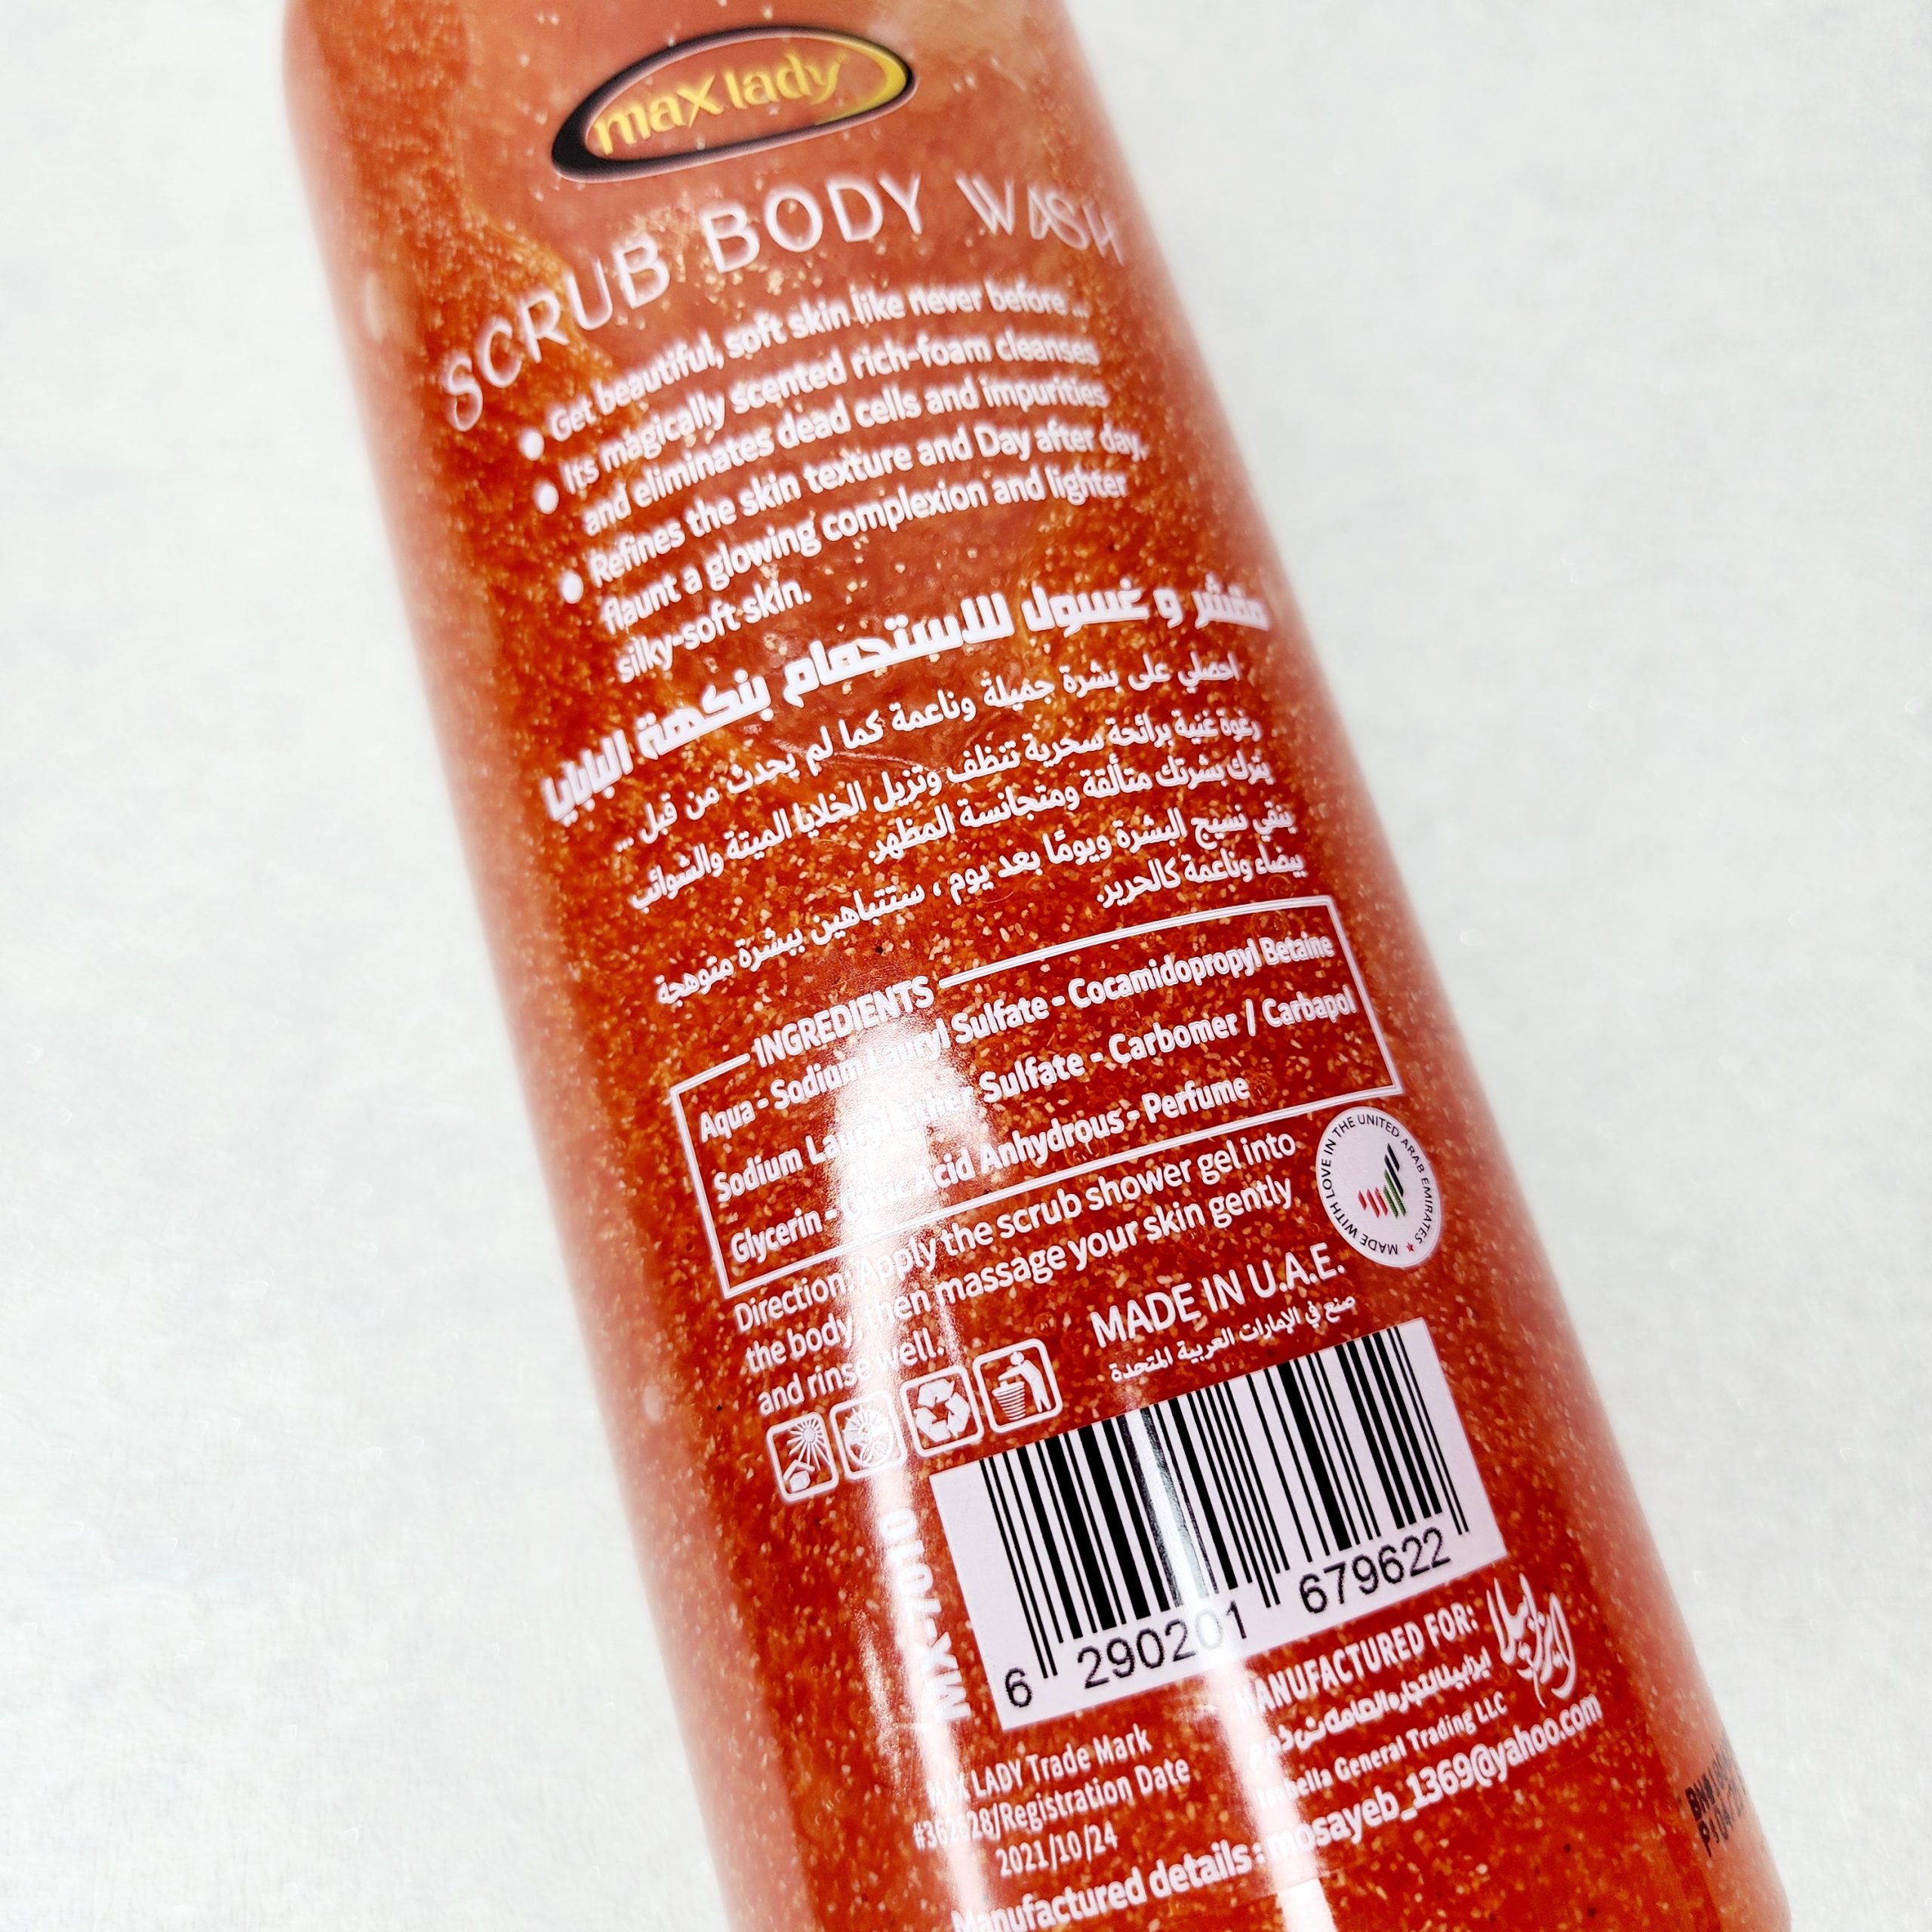 max lady
SCRUB BODY WASH
• Get beautiful, soft skin like never before ...
• Its magically scented rich-foam cleanses
and eliminates dead cells and impurities
• Refines the skin texture and Day after day,
flaunt a glowing complexion and lighter
silky-soft skin.
مقشر و غسول للاستحمام بنكهة البابايا
احصلي على بشرة جميلة وناعمة كما لم يحدث من قبل ...
رغوة غنية برائحة سحرية تنظف وتزيل الخلايا الميتة والشوائب
يترك بشرتك متألقة ومتجانسة المظهر.
ينقي نسيج البشرة ويومًا بعد يوم ، ستتباهين ببشرة متوهجة
بيضاء وناعمة كالحرير.
INGREDIENTS
Aqua - Sodium Lauryl Sulfate - Cocamidopropyl Betaine
Sodium Lauryl Ether Sulfate - Carbomer / Carbapol
Glycerin - Citric Acid Anhydrous - Perfume
Direction: Apply the scrub shower gel into
the body, then massage your skin gently
and rinse well.
MADE WITH LOVE IN THE UNITED ARAB EMIRATES
MADE IN U.A.E.
صنع في الإمارات العربية المتحدة
MX-7010
6 290201 679622
MANUFACTURED FOR:
General Trading LLC
MAX LADY Trade Mark
/Registration Date
2021/10/24
Manufactured details : mosayeb_1369@yahoo.com